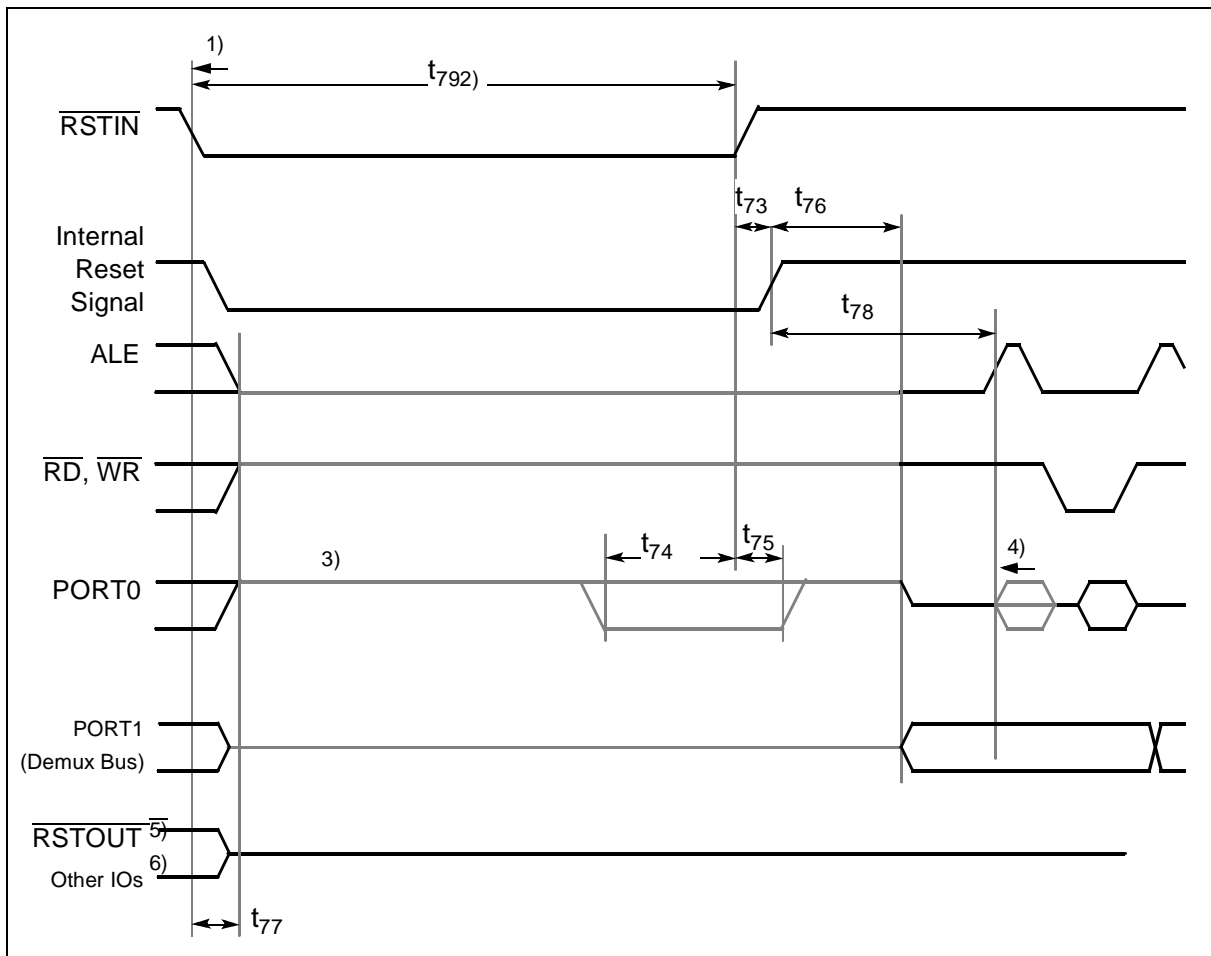 1)
t792)
RSTIN
t73 t76
Internal
Reset
Signal
t78
ALE
RD, WR
t74 t75
3) 4)
PORT0
PORT1
(Demux Bus)
RSTOUT 5)
Other IOs 6)
t77